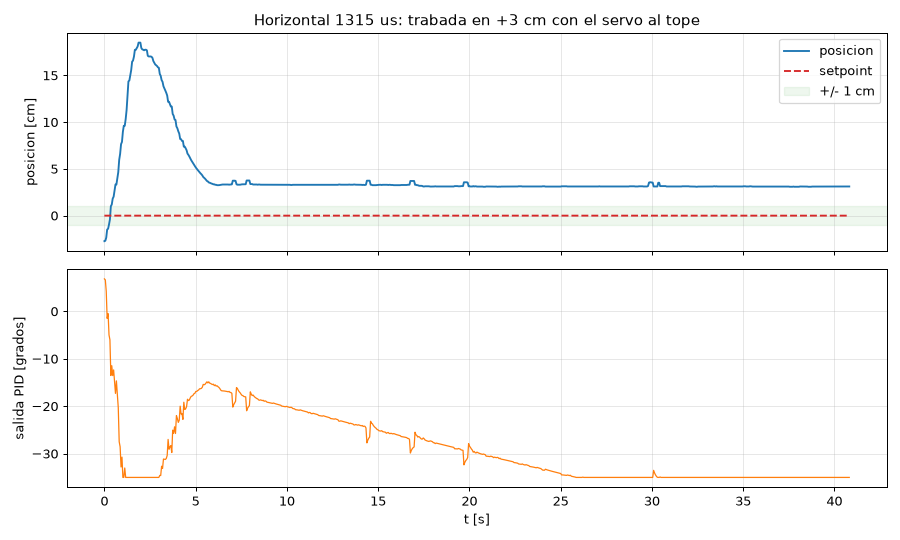 Horizontal 1315 us: trabada en +3 cm con el servo al tope
posicion [cm]
15
10
5
0
posicion
setpoint
+/- 1 cm
salida PID [grados]
0
−10
−20
−30
0 5 10 15 20 25 30 35 40
t [s]